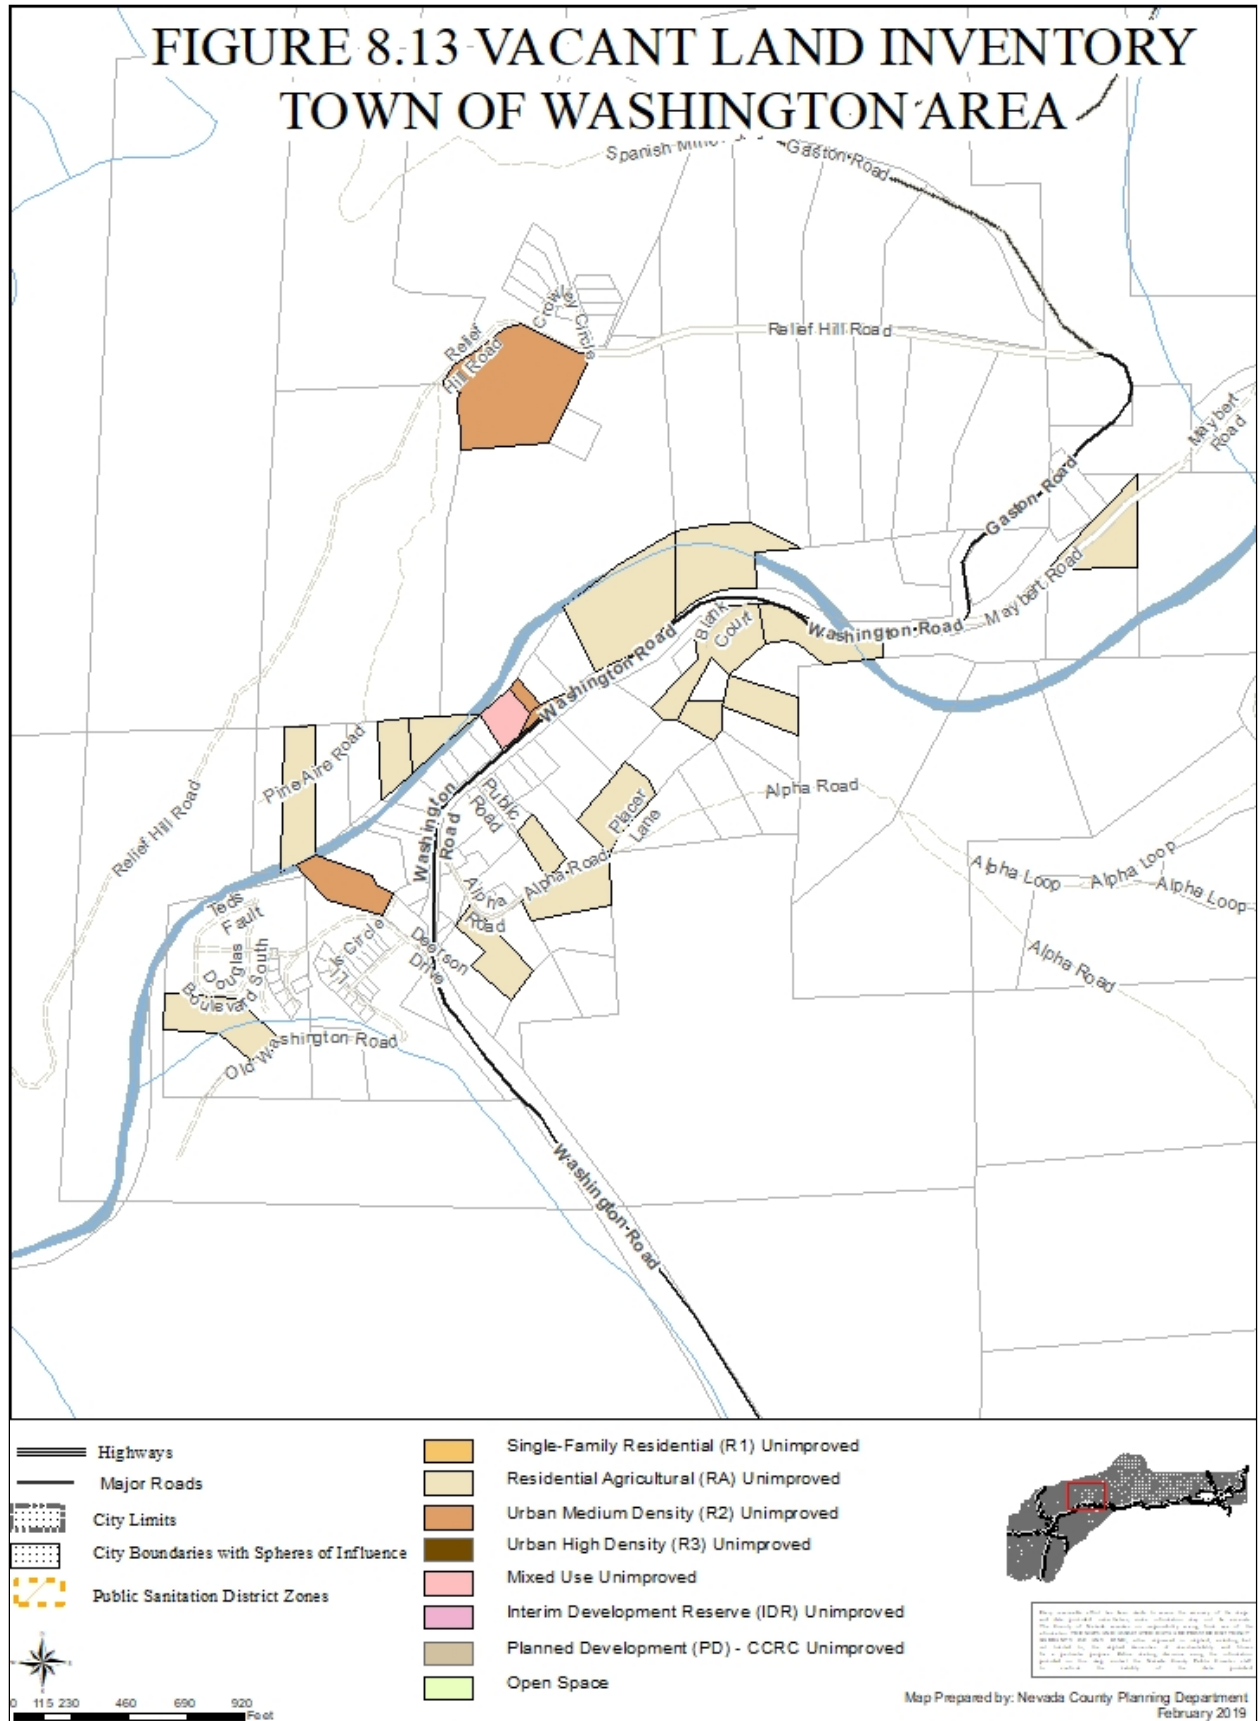 FIGURE 8.13 VACANT LAND INVENTORY
TOWN OF WASHINGTON AREA
Spanish
Gaston Road
Crowley Circle
Relief
Hill Road
Relief Hill Road
Maybert
Road
Gaston Road
Maybert Road
Blank
Court
Washington Road
Washington Road
Pine Aire Road
Public
Road
Washington
Road
Placer
Lane
Alpha Road
Relief Hill Road
Alpha Road
Alpha
Road
Alpha Loop
Alpha Loop
Alpha Loop
Teds
Fault
Douglas
South
Boulevard
Js Circle
17
Deerson
Drive
Alpha Road
Old Washington Road
Washington Road
Highways
Major Roads
City Limits
City Boundaries with Spheres of Influence
Public Sanitation District Zones
Single-Family Residential (R1) Unimproved
Residential Agricultural (RA) Unimproved
Urban Medium Density (R2) Unimproved
Urban High Density (R3) Unimproved
Mixed Use Unimproved
Interim Development Reserve (IDR) Unimproved
Planned Development (PD) - CCRC Unimproved
Open Space
0 115 230 460 690 920
Feet
Map Prepared by: Nevada County Planning Department
February 2019